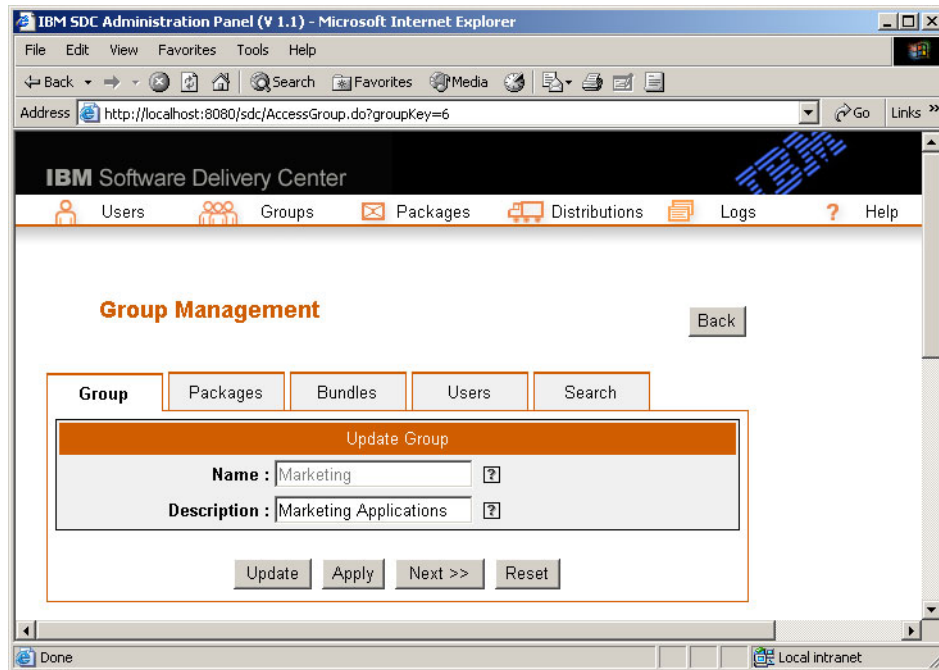 IBM SDC Administration Panel (V 1.1) - Microsoft Internet Explorer
File Edit View Favorites Tools Help
Back Search Favorites Media
Address http://localhost:8080/sdc/AccessGroup.do?groupKey=6 Go Links »
IBM Software Delivery Center IBM
Users Groups Packages Distributions Logs ? Help
Group Management
Back
Group Packages Bundles Users Search
Update Group
Name : Marketing ?
Description : Marketing Applications ?
Update Apply Next >> Reset
Done Local intranet